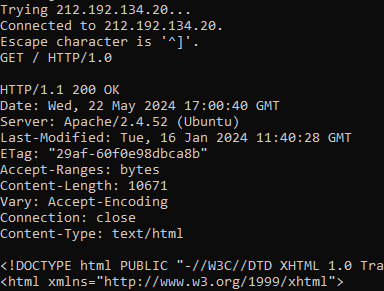 Trying 212.192.134.20...
Connected to 212.192.134.20.
Escape character is '^]'.
GET / HTTP/1.0

HTTP/1.1 200 OK
Date: Wed, 22 May 2024 17:00:40 GMT
Server: Apache/2.4.52 (Ubuntu)
Last-Modified: Tue, 16 Jan 2024 11:40:28 GMT
ETag: "29af-60f0e98dbca8b"
Accept-Ranges: bytes
Content-Length: 10671
Vary: Accept-Encoding
Connection: close
Content-Type: text/html

<!DOCTYPE html PUBLIC "-//W3C//DTD XHTML 1.0 Tra
<html xmlns="http://www.w3.org/1999/xhtml">